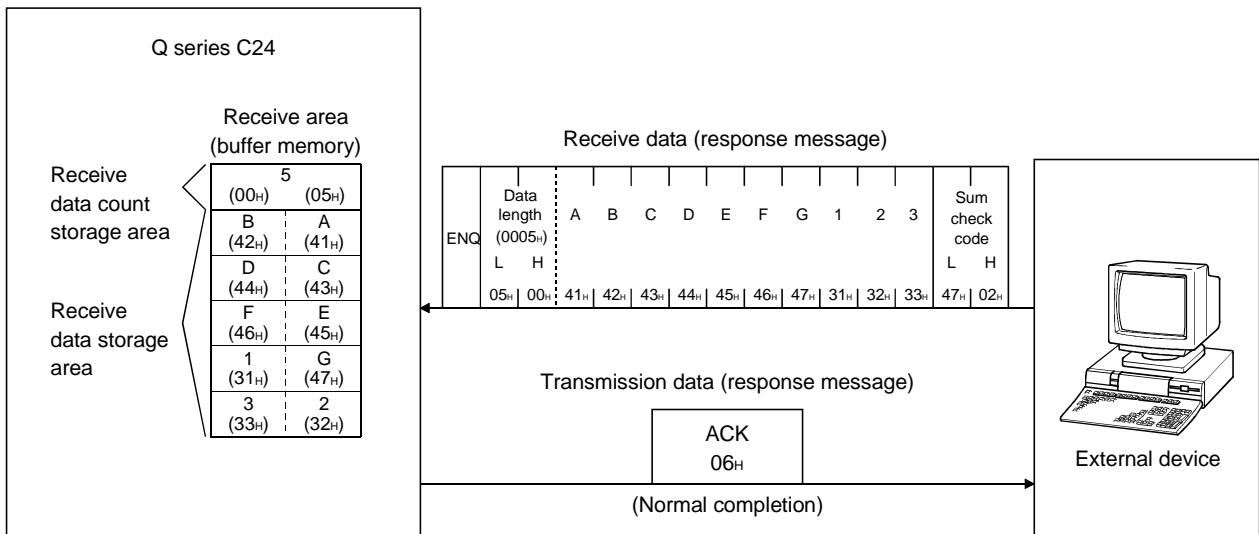 Q series C24
Receive area
(buffer memory)
Receive
data count
storage area
5
(00H) (05H)
B A
(42H) (41H)
D C
(44H) (43H)
F E
(46H) (45H)
1 G
(31H) (47H)
3 2
(33H) (32H)
Receive
data storage
area
Receive data (response message)
ENQ
Data
length
(0005H)
L H
A B C D E F G 1 2 3
Sum
check
code
L H
05H 00H 41H 42H 43H 44H 45H 46H 47H 31H 32H 33H 47H 02H
Transmission data (response message)
ACK
06H
(Normal completion)
External device